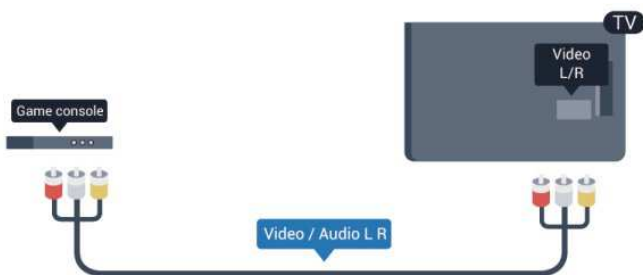 TV
Video
L/R
Game console
Video / Audio L R